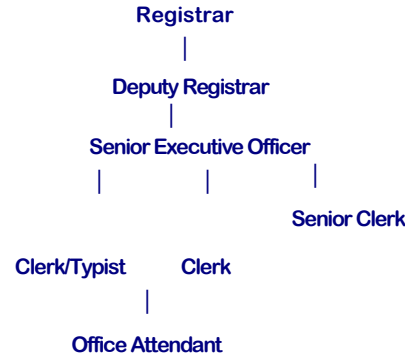 Registrar
Deputy Registrar
Senior Executive Officer
Senior Clerk
Clerk/Typist Clerk
Office Attendant